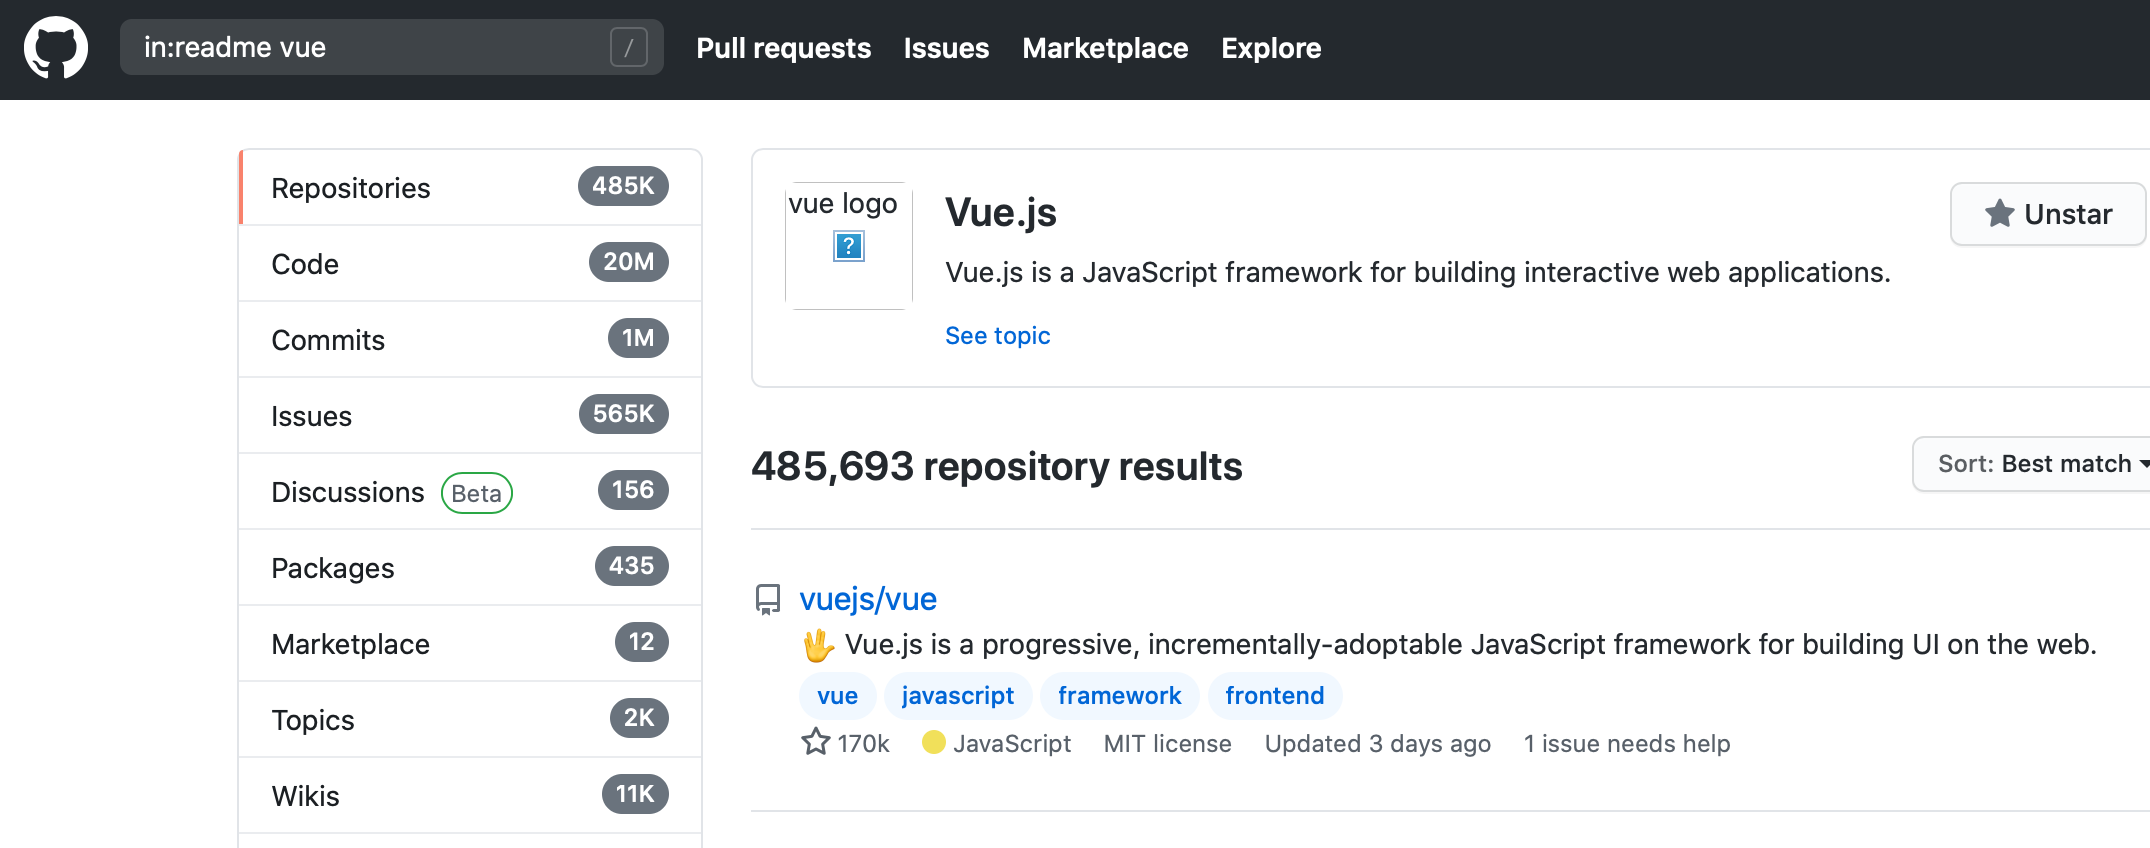 in:readme vue /
Pull requests Issues Marketplace Explore
Repositories 485K
Code 20M
Commits 1M
Issues 565K
Discussions Beta 156
Packages 435
Marketplace 12
Topics 2K
Wikis 11K
vue logo
?
Vue.js
Unstar
Vue.js is a JavaScript framework for building interactive web applications.
See topic
485,693 repository results
Sort: Best match
vuejs/vue
🖖 Vue.js is a progressive, incrementally-adoptable JavaScript framework for building UI on the web.
vue javascript framework frontend
170k JavaScript MIT license Updated 3 days ago 1 issue needs help